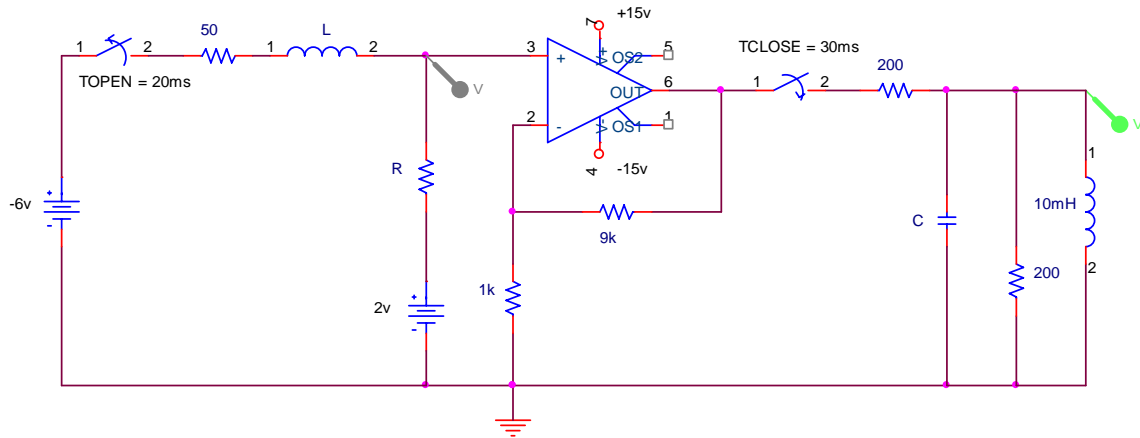 +15v
7
50
L
1
2
1
2
3
+
+
V
OS2
5
TCLOSE = 30ms
TOPEN = 20ms
V
OUT
6
1
2
200
2
-
-
V
OS1
1
V
4
-15v
R
1
-6v
+
-
10mH
9k
C
2v
+
-
1k
200
2